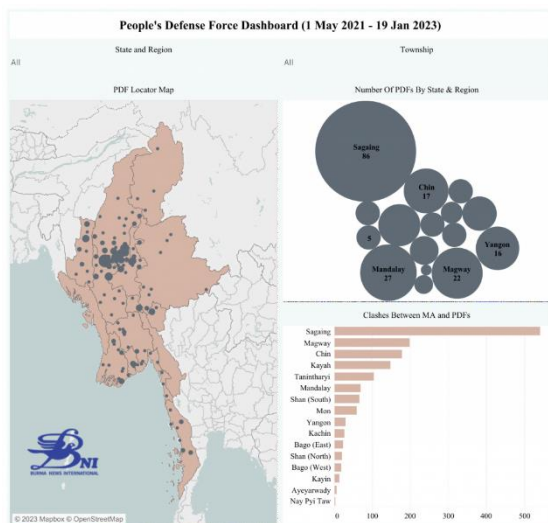 People's Defense Force Dashboard (1 May 2021 - 19 Jan 2023)
State and Region
Township
All
All
PDF Locator Map
Number Of PDFs By State & Region
Sagaing
86
Chin
17
5
Yangon
16
Mandalay
27
Magway
22
Clashes Between MA and PDFs
Sagaing
Magway
Chin
Kayah
Tanintharyi
Mandalay
Shan (South)
Mon
Yangon
Kachin
Bago (East)
Shan (North)
Bago (West)
Kayin
Ayeyarwady
Nay Pyi Taw
0
100
200
300
400
500
BNI
BURMA NEWS INTERNATIONAL
© 2023 Mapbox © OpenStreetMap